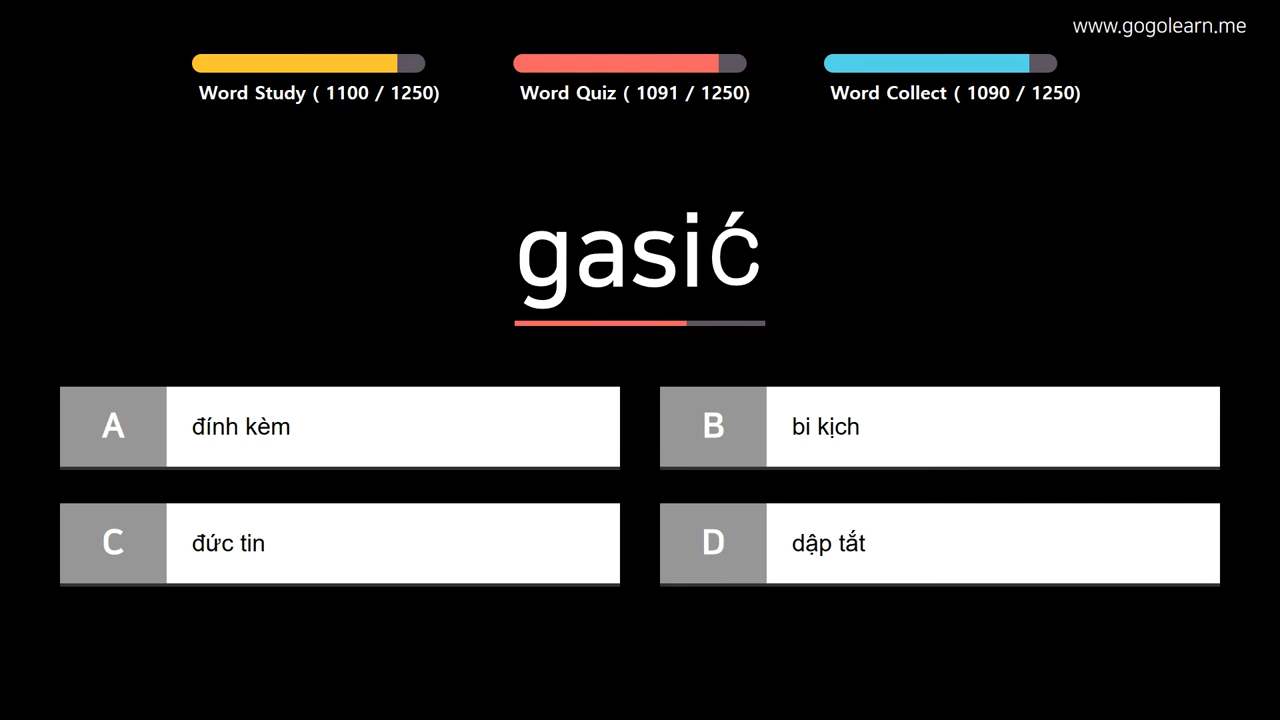 www.gogolearn.me
Word Study ( 1100 / 1250)
Word Quiz ( 1091 / 1250)
Word Collect ( 1090 / 1250)
gasić
A đính kèm
B bi kịch
C đức tin
D dập tắt